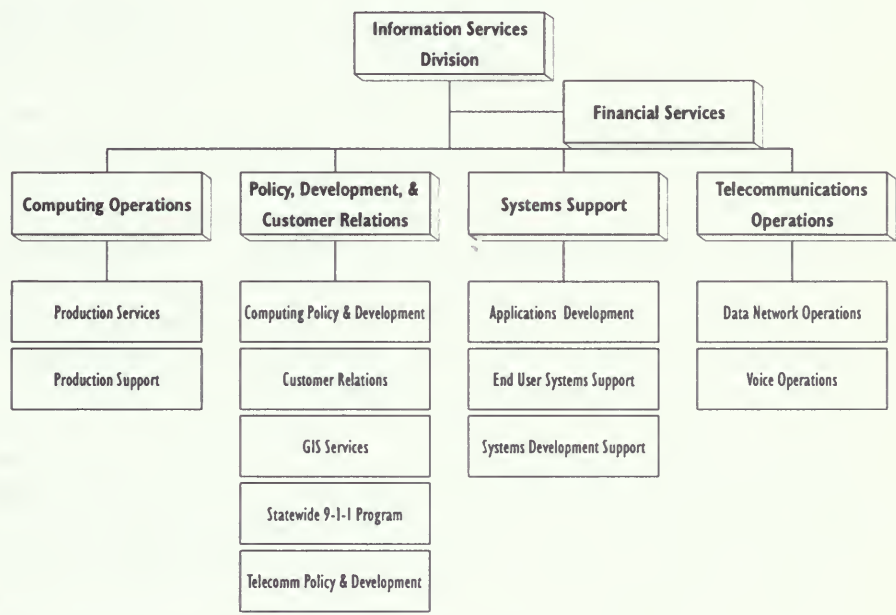 Information Services
Division
Financial Services
Computing Operations
Policy, Development, &
Customer Relations
Systems Support
Telecommunications
Operations
Production Services
Production Support
Computing Policy & Development
Customer Relations
GIS Services
Statewide 9-1-1 Program
Telecomm Policy & Development
Applications Development
End User Systems Support
Systems Development Support
Data Network Operations
Voice Operations